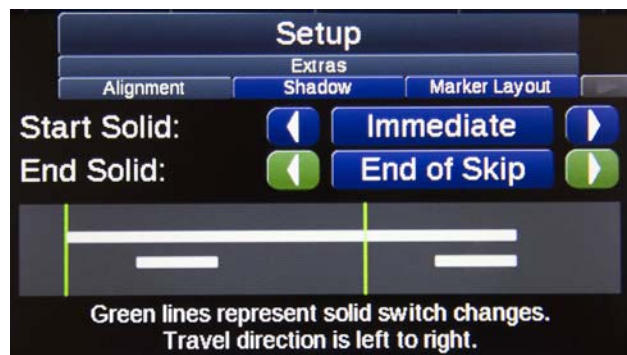 Setup
Extras
Alignment Shadow Marker Layout
Start Solid: Immediate
End Solid: End of Skip
Green lines represent solid switch changes.
Travel direction is left to right.